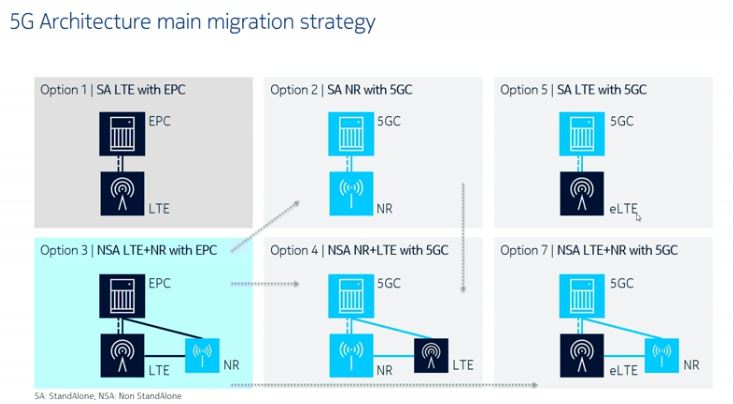 5G Architecture main migration strategy
Option 1 | SA LTE with EPC
EPC
LTE
Option 2 | SA NR with 5GC
5GC
NR
Option 5 | SA LTE with 5GC
5GC
eLTE
Option 3 | NSA LTE+NR with EPC
EPC
LTE
NR
Option 4 | NSA NR+LTE with 5GC
5GC
NR
LTE
Option 7 | NSA LTE+NR with 5GC
5GC
eLTE
NR
SA: StandAlone, NSA: Non StandAlone